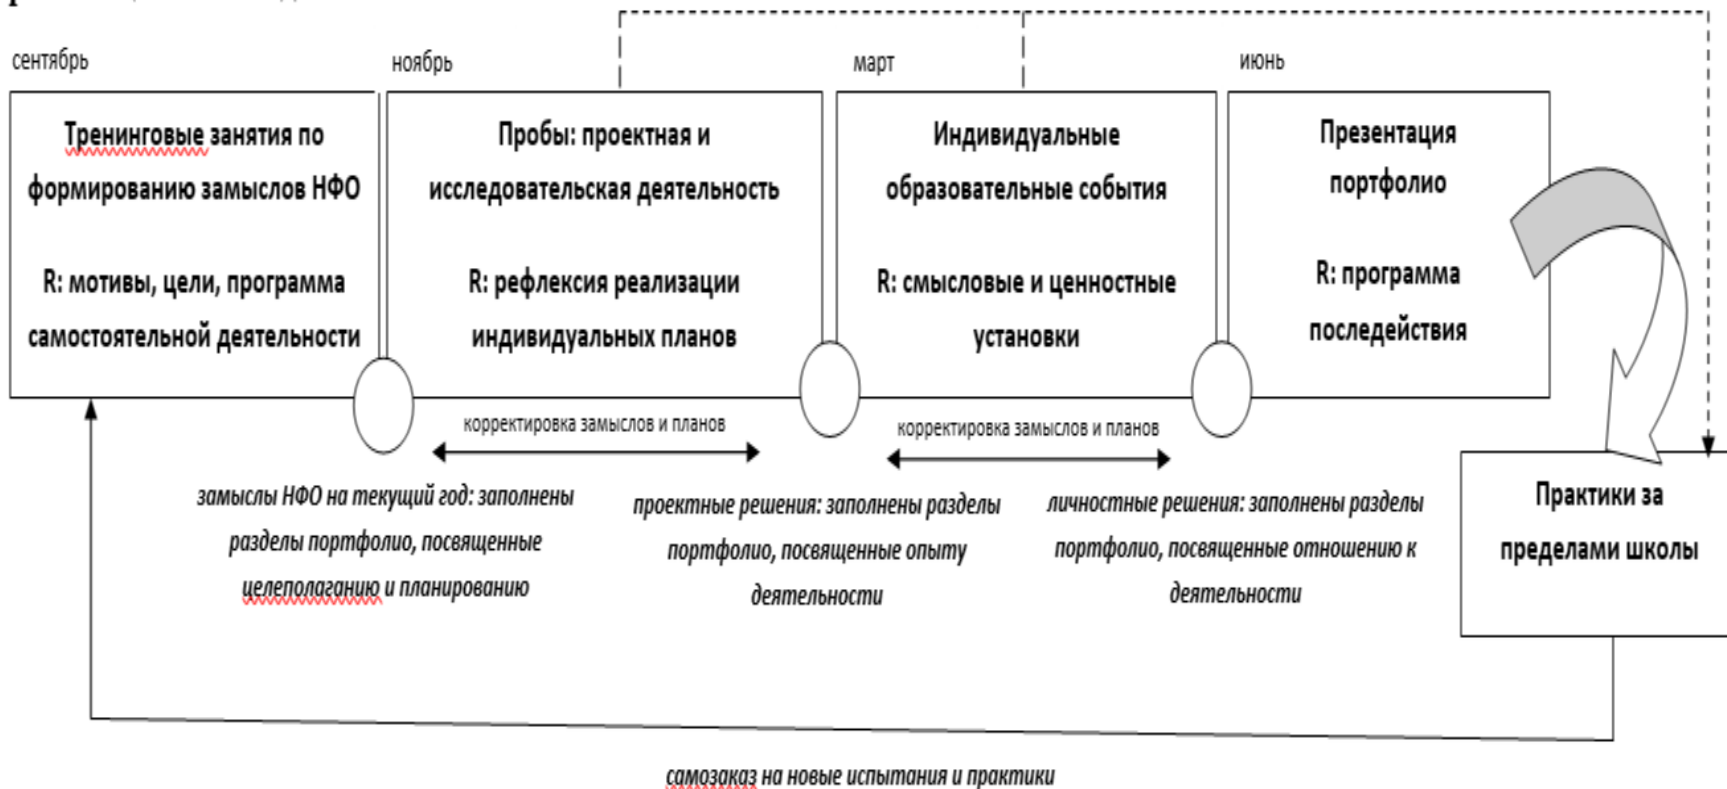 сентябрь
ноябрь
март
июнь
Тренинговые занятия по
формированию замыслов НФО
R: мотивы, цели, программа
самостоятельной деятельности
Пробы: проектная и
исследовательская деятельность
R: рефлексия реализации
индивидуальных планов
Индивидуальные
образовательные события
R: смысловые и ценностные
установки
Презентация
портфолио
R: программа
последействия
корректировка замыслов и планов
корректировка замыслов и планов
замыслы НФО на текущий год: заполнены
разделы портфолио, посвященные
целеполаганию и планированию
проектные решения: заполнены разделы
портфолио, посвященные опыту
деятельности
личностные решения: заполнены разделы
портфолио, посвященные отношению к
деятельности
Практики за
пределами школы
самозаказ на новые испытания и практики